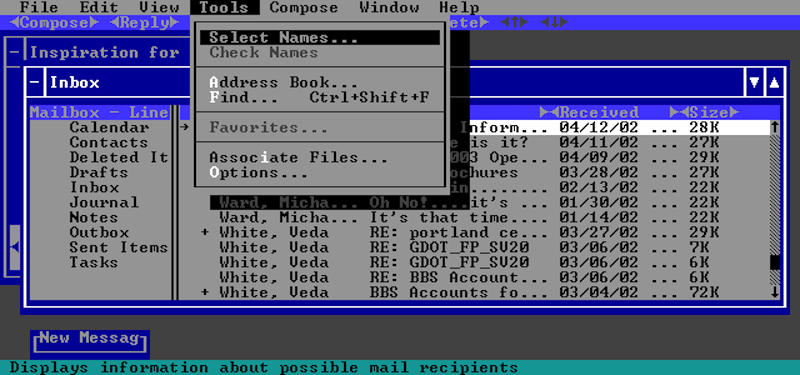 File Edit View Tools Compose Window Help
◄Compose► ◄Reply► ete► ◄↑► ◄↓►
Inspiration for
Select Names...
Check Names
Address Book...
Find... Ctrl+Shift+F
Favorites...
Associate Files...
Options...
Inbox
Mailbox - Line ►◄Received ►◄Size►
Calendar Inform... 04/12/02 ... 28K
Contacts e is it? 04/11/02 ... 27K
Deleted It 003 Ope... 04/09/02 ... 29K
Drafts chures 03/28/02 ... 27K
Inbox in... 02/13/02 ... 22K
Journal Ward, Micha... Oh No!....it's ... 01/30/02 ... 22K
Notes Ward, Micha... It's that time... 01/14/02 ... 22K
Outbox + White, Veda RE: portland ce... 03/27/02 ... 29K
Sent Items White, Veda RE: GDOT_FP_SV20 03/06/02 ... 7K
Tasks White, Veda RE: GDOT_FP_SV20 03/06/02 ... 6K
White, Veda RE: BBS Account... 03/06/02 ... 6K
+ White, Veda BBS Accounts fo... 03/04/02 ... 72K
New Messag
Displays information about possible mail recipients